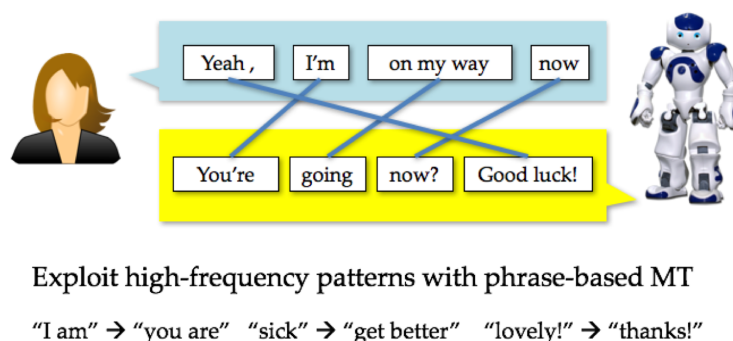 Yeah , I'm on my way now
You're going now? Good luck!
Exploit high-frequency patterns with phrase-based MT
“I am” → “you are” “sick” → “get better” “lovely!” → “thanks!”